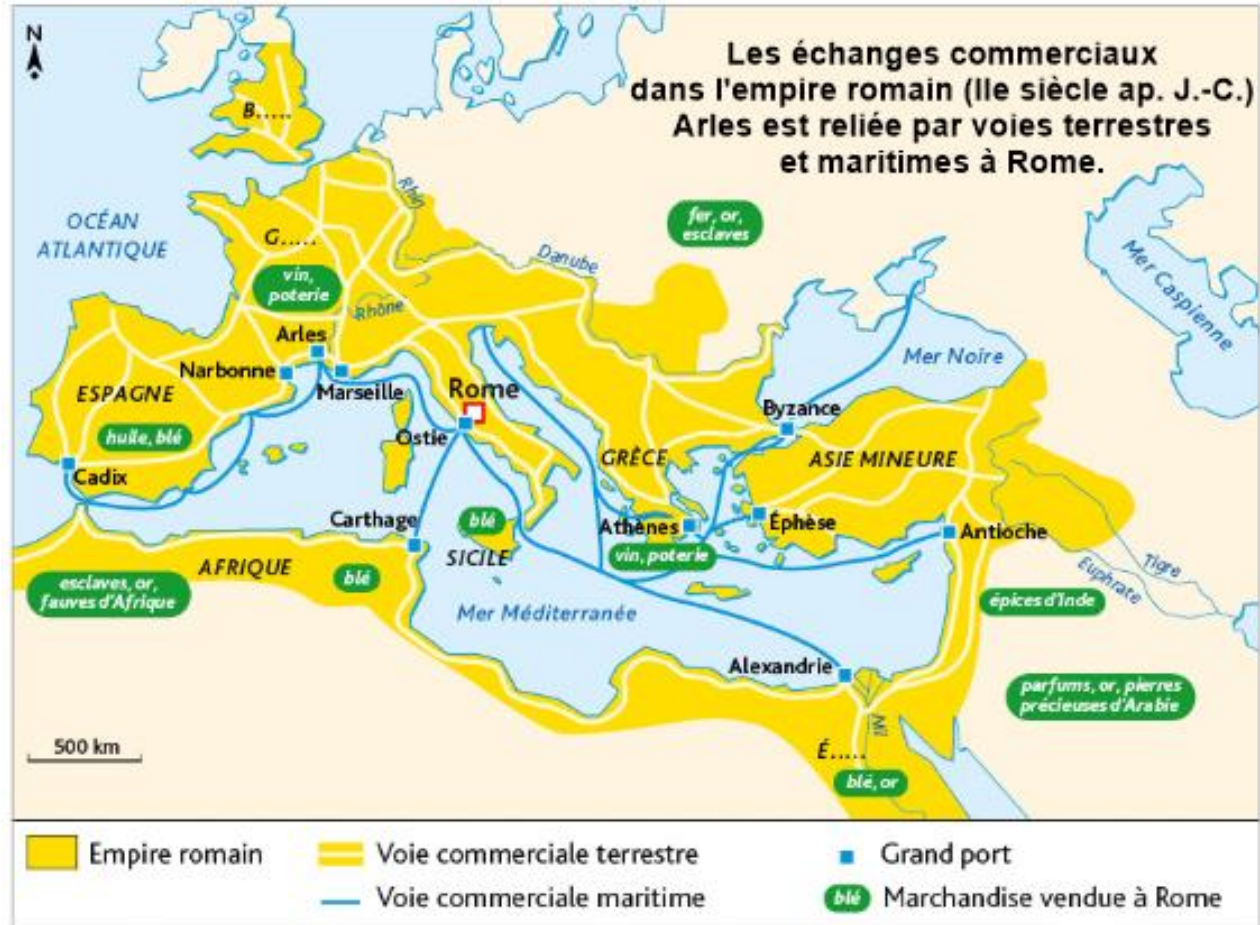 N
Les échanges commerciaux
dans l'empire romain (IIe siècle ap. J.-C.)
Arles est reliée par voies terrestres
et maritimes à Rome.
B.....
OCÉAN
ATLANTIQUE
Rhin
G.....
fer, or,
esclaves
Danube
Mer Caspienne
vin,
poterie
Rhône
Arles
Mer Noire
Narbonne
Marseille
ESPAGNE
Rome
Byzance
huile, blé
Ostie
GRÈCE
ASIE MINEURE
Cadix
Carthage
blé
SICILE
Athènes
Éphèse
Antioche
vin, poterie
AFRIQUE
blé
esclaves, or,
fauves d'Afrique
Tigre
Euphrate
épices d'Inde
Mer Méditerranée
Alexandrie
parfums, or, pierres
précieuses d'Arabie
Nil
500 km
É.....
blé, or
Empire romain
Voie commerciale terrestre
Grand port
Voie commerciale maritime
blé
Marchandise vendue à Rome